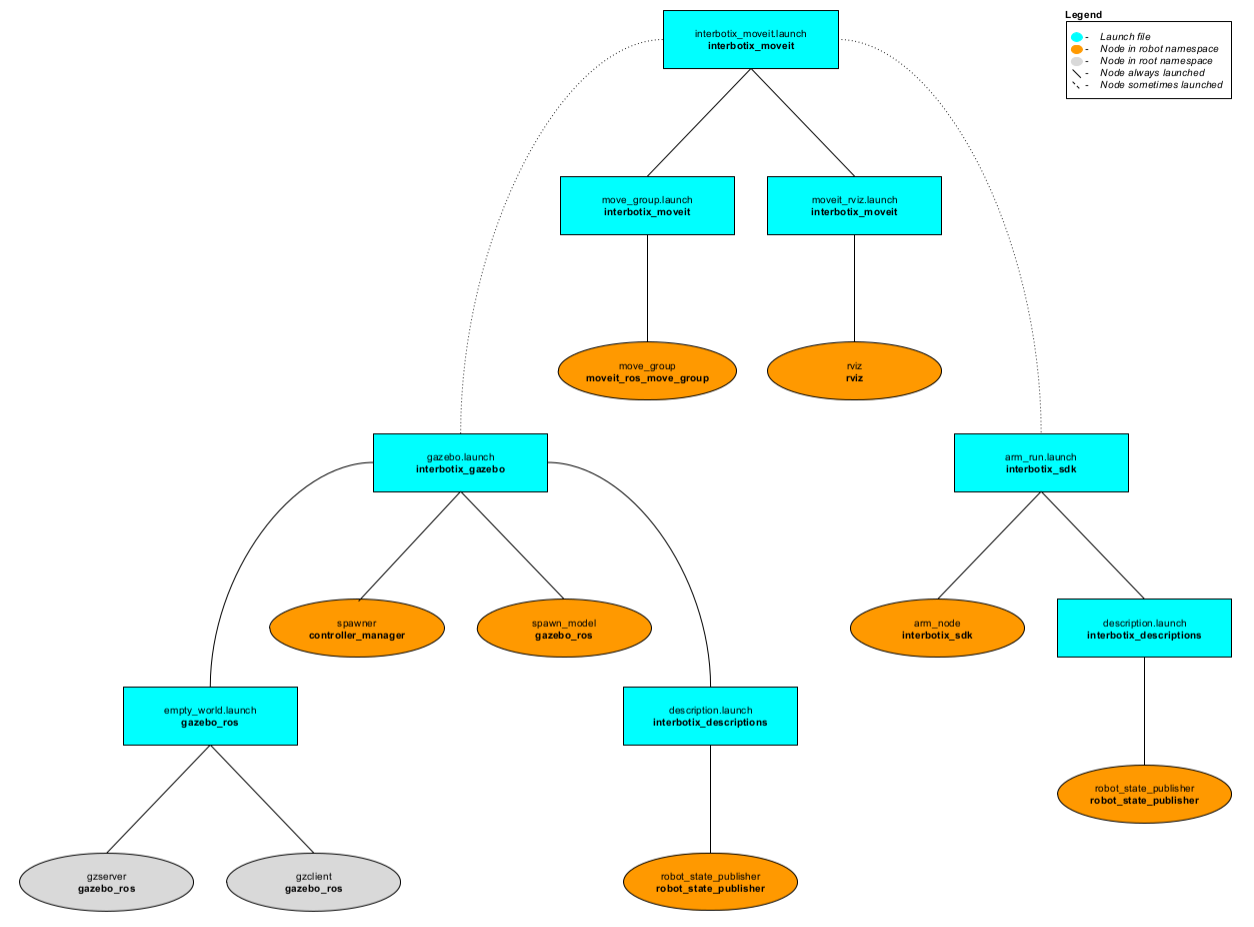 interbotix_moveit.launch
interbotix_moveit
Legend
- Launch file
- Node in robot namespace
- Node in root namespace
- Node always launched
- Node sometimes launched
move_group.launch
interbotix_moveit
moveit_rviz.launch
interbotix_moveit
move_group
moveit_ros_move_group
rviz
rviz
gazebo.launch
interbotix_gazebo
arm_run.launch
interbotix_sdk
spawner
controller_manager
spawn_model
gazebo_ros
arm_node
interbotix_sdk
description.launch
interbotix_descriptions
empty_world.launch
gazebo_ros
description.launch
interbotix_descriptions
robot_state_publisher
robot_state_publisher
gzserver
gazebo_ros
gzclient
gazebo_ros
robot_state_publisher
robot_state_publisher